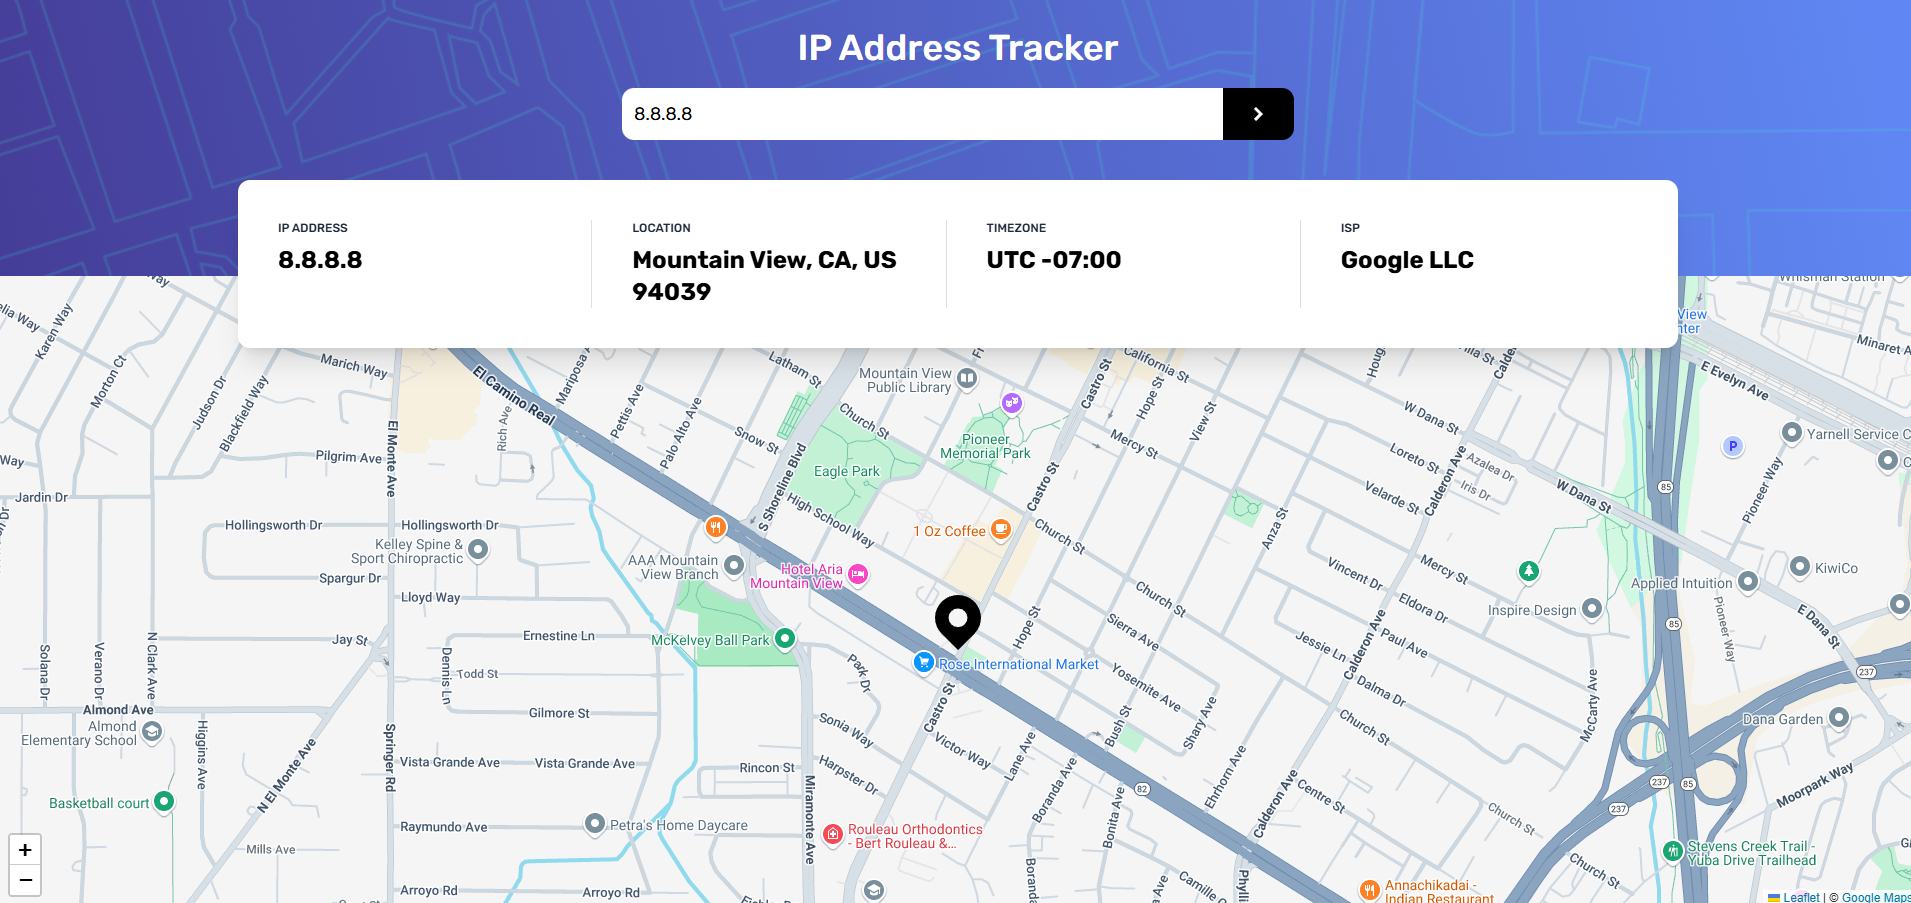 IP Address Tracker
8.8.8.8
IP ADDRESS
8.8.8.8
LOCATION
Mountain View, CA, US
94039
TIMEZONE
UTC -07:00
ISP
Google LLC
Karen Way
Morton Ct
Judson Dr
Blackfield Way
Marich Way
El Camino Real
Rich Ave
Pettis Ave
Palo Alto Ave
Latham St
Mountain View
Public Library
Church St
Snow St
Eagle Park
Pioneer
Memorial Park
Castro St
California St
Hope St
View St
Mercy St
W Dana St
Loreto St
Azalea Dr
Iris Dr
Velarde St
Calderon Ave
W Dana St
E Evelyn Ave
Minaret A
View
Whisman Station
Yarnell Service C
P
Pioneer Way
85
Pilgrim Ave
El Monte Ave
Way
Jardin Dr
Hollingsworth Dr
Hollingsworth Dr
Kelley Spine &
Sport Chiropractic
Spargur Dr
Lloyd Way
S Shoreline Blvd
High School Way
1 Oz Coffee
Castro St
Church St
Anza St
AAA Mountain
View Branch
Hotel Aria
Mountain View
Vincent Dr
Mercy St
Eldora Dr
Church St
Applied Intuition
KiwiCo
Inspire Design
Pioneer Way
E Dana St
85
237
Jay St
Ernestine Ln
McKelvey Ball Park
Hope St
Sierra Ave
Paul Ave
Jessie Ln
Calderon Ave
Rose International Market
Solana Dr
Verano Dr
N Clark Ave
Dennis Ln
Todd St
Park Dr
Yosemite Ave
Dalma Dr
McCarty Ave
Almond Ave
Gilmore St
Castro St
Bush St
Shary Ave
Church St
Dana Garden
Almond
Elementary School
Higgins Ave
Springer Rd
Sonia Way
Victor Way
Lane Ave
N El Monte Ave
Vista Grande Ave
Vista Grande Ave
Rincon St
Harpster Dr
Boranda Ave
Ehrhorn Ave
Calderon Ave
Centre St
82
237
85
237
Moorpark Way
Basketball court
Miramonte Ave
Bonita Ave
Church St
Raymundo Ave
Petra's Home Daycare
Rouleau Orthodontics
- Bert Rouleau &...
Mills Ave
Stevens Creek Trail -
Yuba Drive Trailhead
Church St
Arroyo Rd
Arroyo Rd
Annachikadai -
Indian Restaurant
+
−
Leaflet | © Google Maps